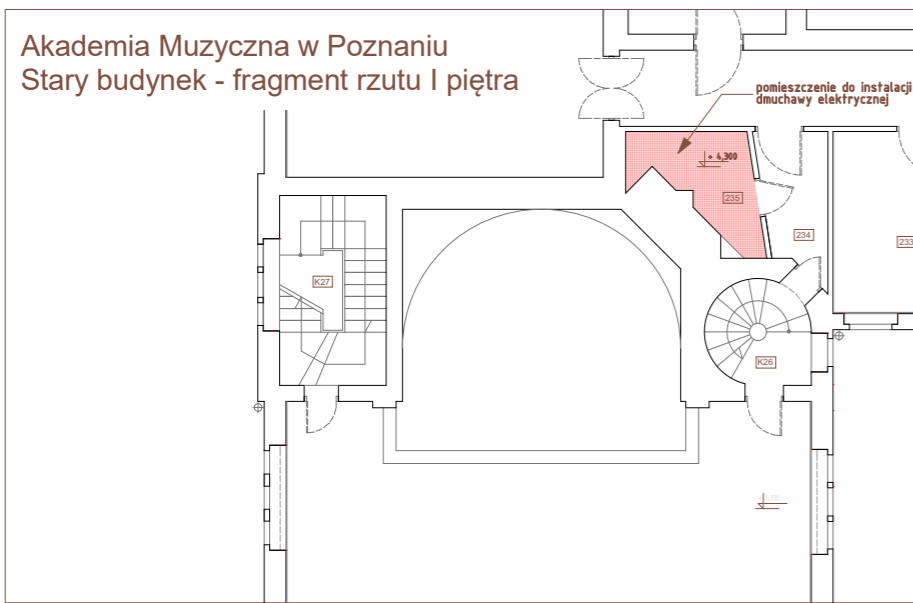 Akademia Muzyczna w Poznaniu
Stary budynek - fragment rzutu I piętra
pomieszczenie do instalacji
dmuchawy elektrycznej
+ 4,300
235
234
233
K27
K26